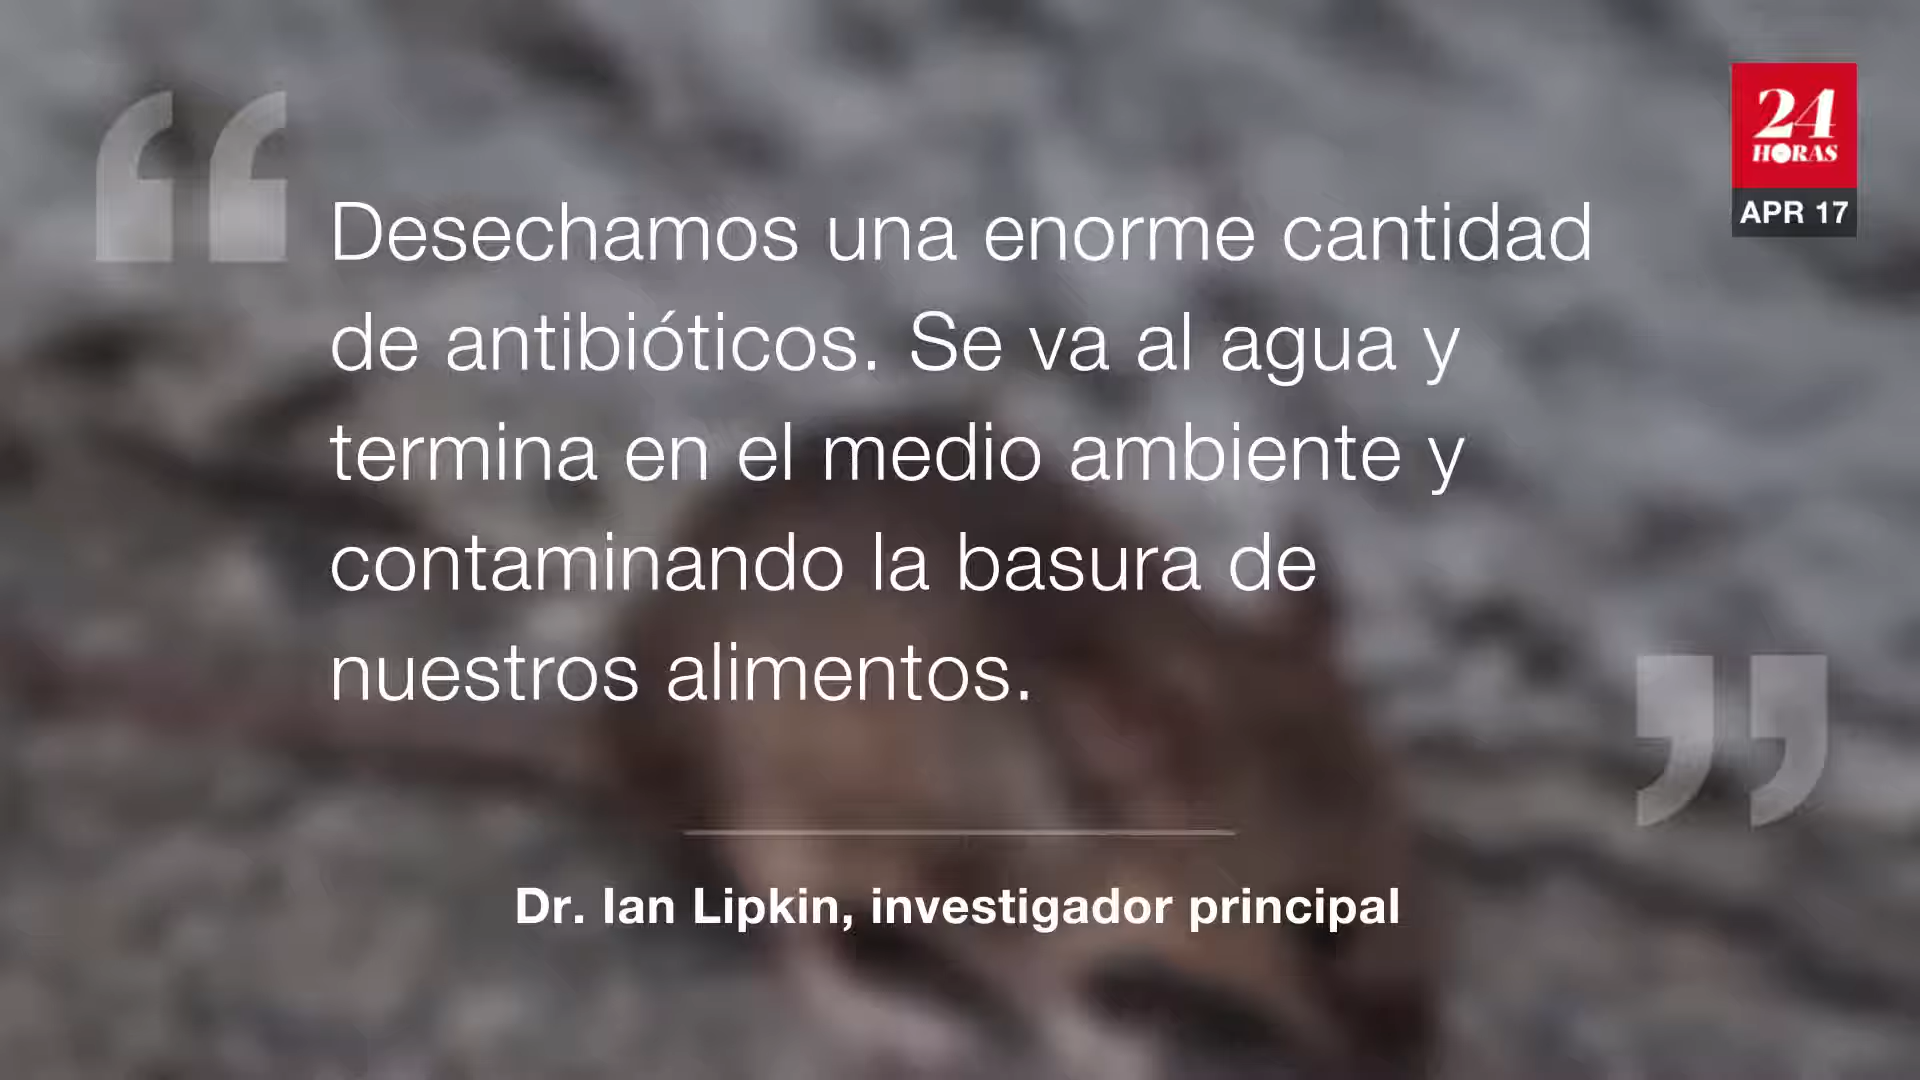 24
HORAS
APR 17
Desechamos una enorme cantidad
de antibióticos. Se va al agua y
termina en el medio ambiente y
contaminando la basura de
nuestros alimentos.
Dr. Ian Lipkin, investigador principal